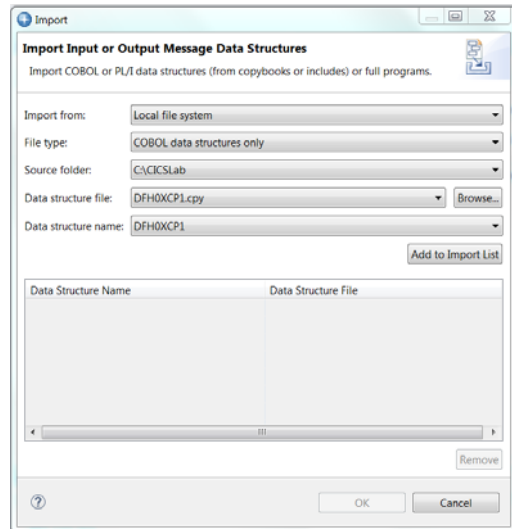 Import
Import Input or Output Message Data Structures
Import COBOL or PL/I data structures (from copybooks or includes) or full programs.
Import from: Local file system
File type: COBOL data structures only
Source folder: C:\CICSLab
Data structure file: DFH0XCP1.cpy Browse...
Data structure name: DFH0XCP1
Add to Import List
Data Structure Name Data Structure File
Remove
OK Cancel